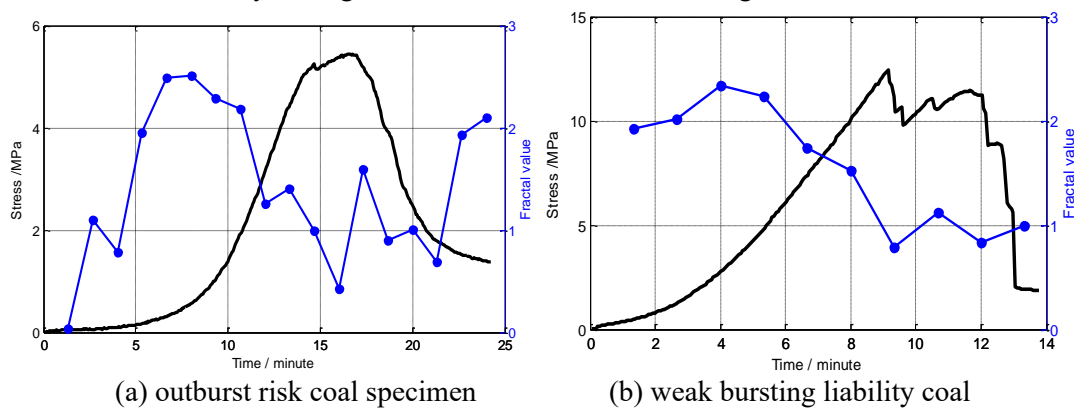 6
5
4
2
0
3
2
1
0
0 5 10 15 20 25
Stress /MPa
Fractal value
Time / minute
(a) outburst risk coal specimen
15
10
5
0
3
2
1
0
0 2 4 6 8 10 12 14
Stress /MPa
Fractal value
Time / minute
(b) weak bursting liability coal